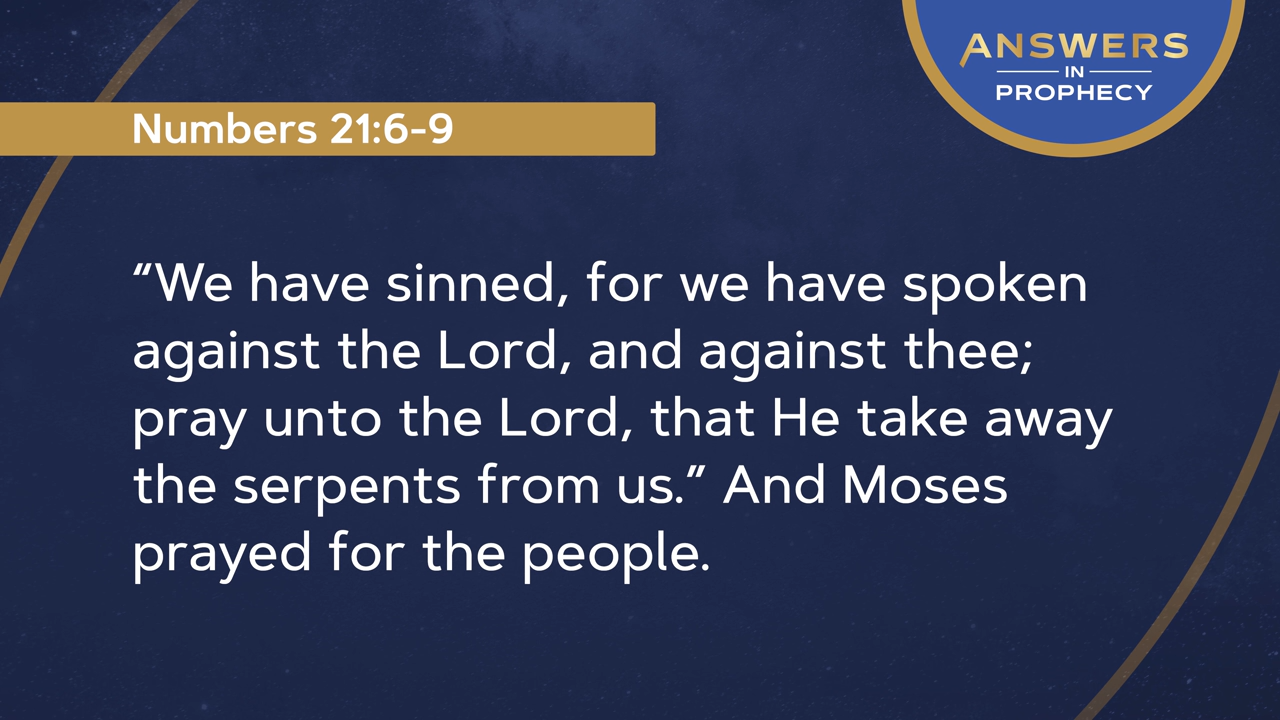 ANSWERS
IN
PROPHECY
Numbers 21:6-9
“We have sinned, for we have spoken
against the Lord, and against thee;
pray unto the Lord, that He take away
the serpents from us.” And Moses
prayed for the people.